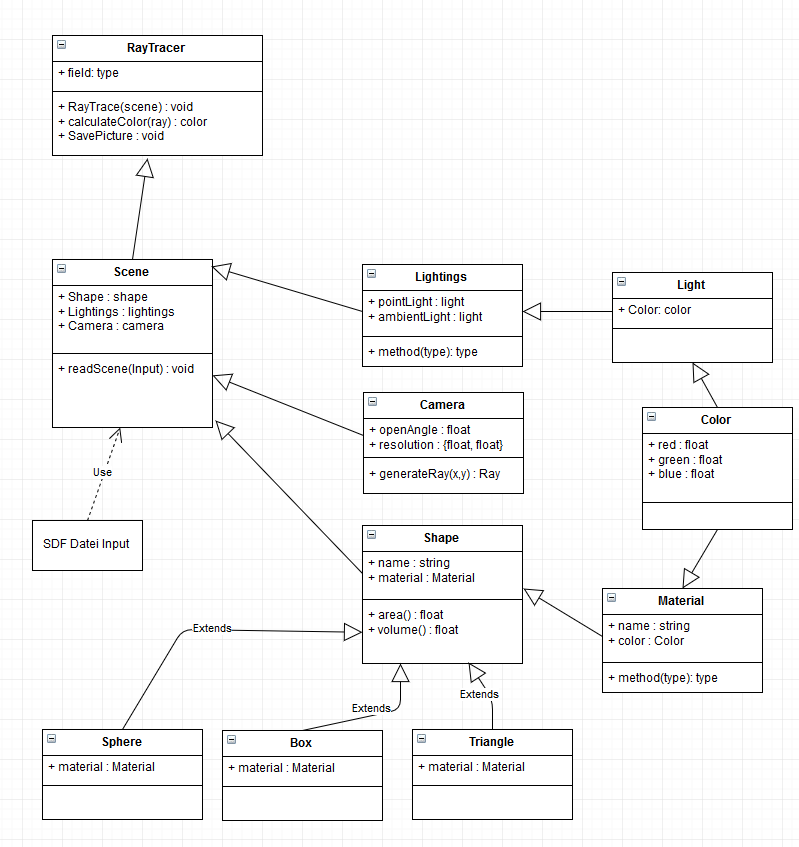 RayTracer
+ field: type
+ RayTrace(scene) : void
+ calculateColor(ray) : color
+ SavePicture : void
Scene
+ Shape : shape
+ Lightings : lightings
+ Camera : camera
+ readScene(Input) : void
Lightings
+ pointLight : light
+ ambientLight : light
+ method(type): type
Light
+ Color: color
Camera
+ openAngle : float
+ resolution : {float, float}
+ generateRay(x,y) : Ray
Color
+ red : float
+ green : float
+ blue : float
Use
SDF Datei Input
Shape
+ name : string
+ material : Material
+ area() : float
+ volume() : float
Material
+ name : string
+ color : Color
+ method(type): type
Extends
Extends
Extends
Sphere
+ material : Material
Box
+ material : Material
Triangle
+ material : Material